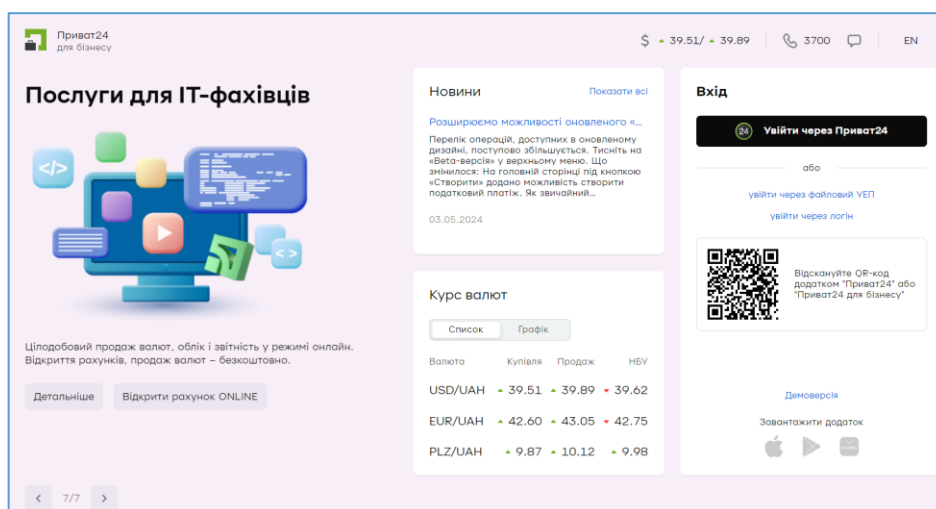 Приват24
для бізнесу
$ 39.51/ 39.89
3700
EN
Послуги для ІТ-фахівців
Цілодобовий продаж валют, облік і звітність у режимі онлайн.
Відкриття рахунків, продаж валют – безкоштовно.
Детальніше
Відкрити рахунок ONLINE
7/7
Новини
Показати всі
Розширюємо можливості оновленого «...
Перелік операцій, доступних в оновленому
дизайні, поступово збільшується. Тисніть на
«Beta-версія» у верхньому меню. Що
змінилося: На головній сторінці під кнопкою
«Створити» додано можливість створити
податковий платіж. Як звичайний...
03.05.2024
Курс валют
Список
Графік
Валюта Купівля Продаж НБУ
USD/UAH 39.51 39.89 39.62
EUR/UAH 42.60 43.05 42.75
PLZ/UAH 9.87 10.12 9.98
Вхід
24 Увійти через Приват24
або
увійти через файловий УЕП
увійти через логін
Відскануйте QR-код
додатком "Приват24" або
"Приват24 для бізнесу"
Демоверсія
Завантажити додаток